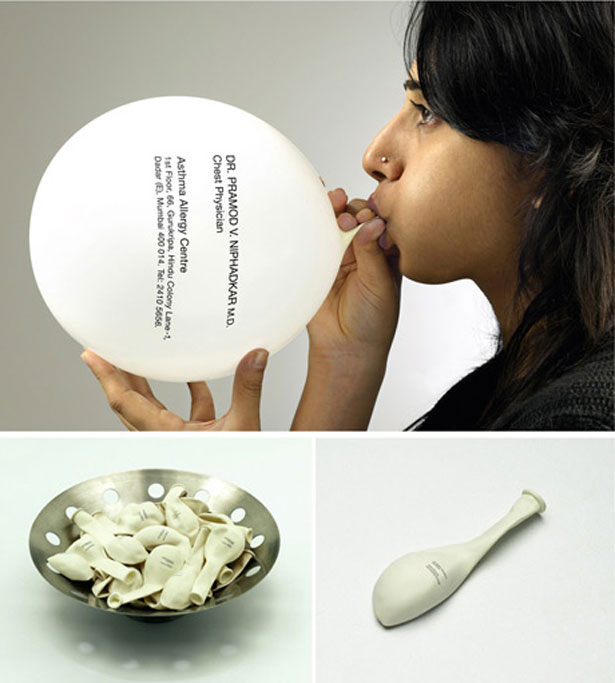 DR. PRAMOD V. NIPHADKAR M.D.
Chest Physician
Asthma Allergy Centre
1st Floor, 66, Gurukripa, Hindu Colony Lane-1,
Dadar (E), Mumbai 400 014. Tel: 2410 5656.